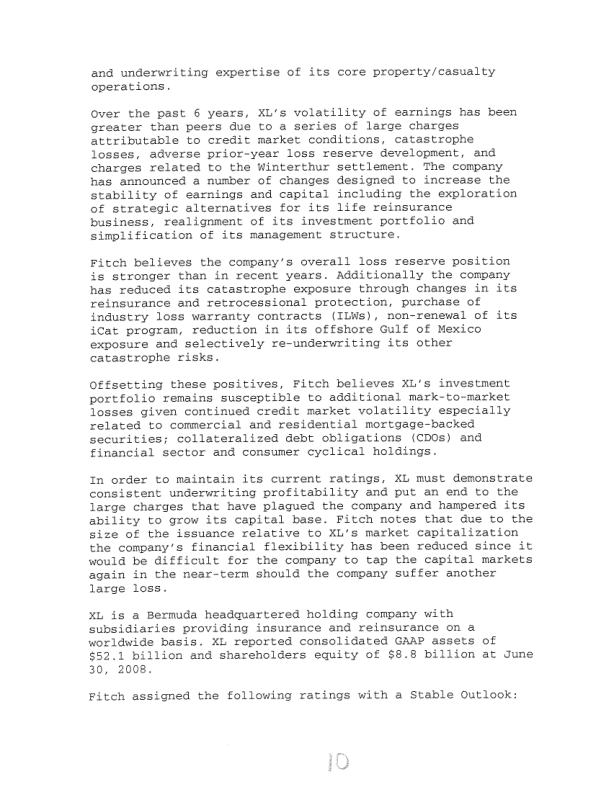 and underwriting expertise of its core property/casualty
operations.
Over the past 6 years, XL's volatility of earnings has been
greater than peers due to a series of large charges
attributable to credit market conditions, catastrophe
losses, adverse prior-year loss reserve development, and
charges related to the Winterthur settlement. The company
has announced a number of changes designed to increase the
stability of earnings and capital including the exploration
of strategic alternatives for its life reinsurance
business, realignment of its investment portfolio and
simplification of its management structure.
Fitch believes the company's overall loss reserve position
is stronger than in recent years. Additionally the company
has reduced its catastrophe exposure through changes in its
reinsurance and retrocessional protection, purchase of
industry loss warranty contracts (ILWs), non-renewal of its
iCat program, reduction in its offshore Gulf of Mexico
exposure and selectively re-underwriting its other
catastrophe risks.
Offsetting these positives, Fitch believes XL's investment
portfolio remains susceptible to additional mark-to-market
losses given continued credit market volatility especially
related to commercial and residential mortgage-backed
securities; collateralized debt obligations (CDOs) and
financial sector and consumer cyclical holdings.
In order to maintain its current ratings, XL must demonstrate
consistent underwriting profitability and put an end to the
large charges that have plagued the company and hampered its
ability to grow its capital base. Fitch notes that due to the
size of the issuance relative to XL's market capitalization
the company's financial flexibility has been reduced since it
would be difficult for the company to tap the capital markets
again in the near-term should the company suffer another
large loss.
XL is a Bermuda headquartered holding company with
subsidiaries providing insurance and reinsurance on a
worldwide basis. XL reported consolidated GAAP assets of
$52.1 billion and shareholders equity of $8.8 billion at June
30, 2008.
Fitch assigned the following ratings with a Stable Outlook:
10